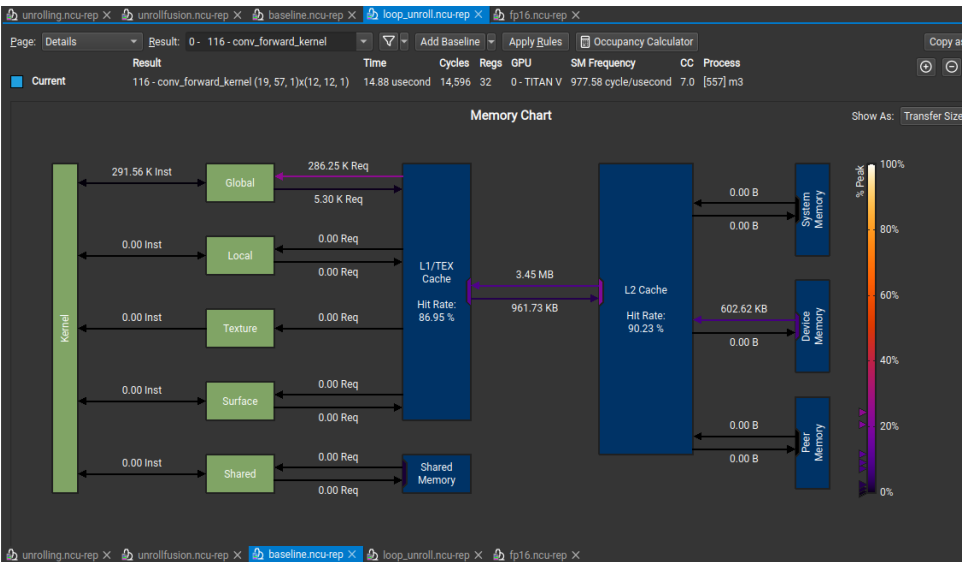 unrolling.ncu-rep X unrollfusion.ncu-rep X baseline.ncu-rep X loop_unroll.ncu-rep X fp16.ncu-rep X
Page: Details Result: 0 - 116 - conv_forward_kernel Add Baseline Apply Rules Occupancy Calculator Copy as
Result Time Cycles Regs GPU SM Frequency CC Process
Current 116 - conv_forward_kernel (19, 57, 1)x(12, 12, 1) 14.88 usecond 14,596 32 0 - TITAN V 977.58 cycle/usecond 7.0 [557] m3
Memory Chart
Show As: Transfer Size
Kernel
291.56 K Inst
Global
286.25 K Req
5.30 K Req
0.00 Inst
Local
0.00 Req
0.00 Req
0.00 Inst
Texture
0.00 Req
0.00 Inst
Surface
0.00 Req
0.00 Req
0.00 Inst
Shared
0.00 Req
0.00 Req
L1/TEX
Cache
Hit Rate:
86.95 %
Shared
Memory
3.45 MB
961.73 KB
L2 Cache
Hit Rate:
90.23 %
0.00 B
0.00 B
System
Memory
602.62 KB
0.00 B
Device
Memory
0.00 B
0.00 B
Peer
Memory
% Peak
100%
80%
60%
40%
20%
0%
unrolling.ncu-rep X unrollfusion.ncu-rep X baseline.ncu-rep X loop_unroll.ncu-rep X fp16.ncu-rep X